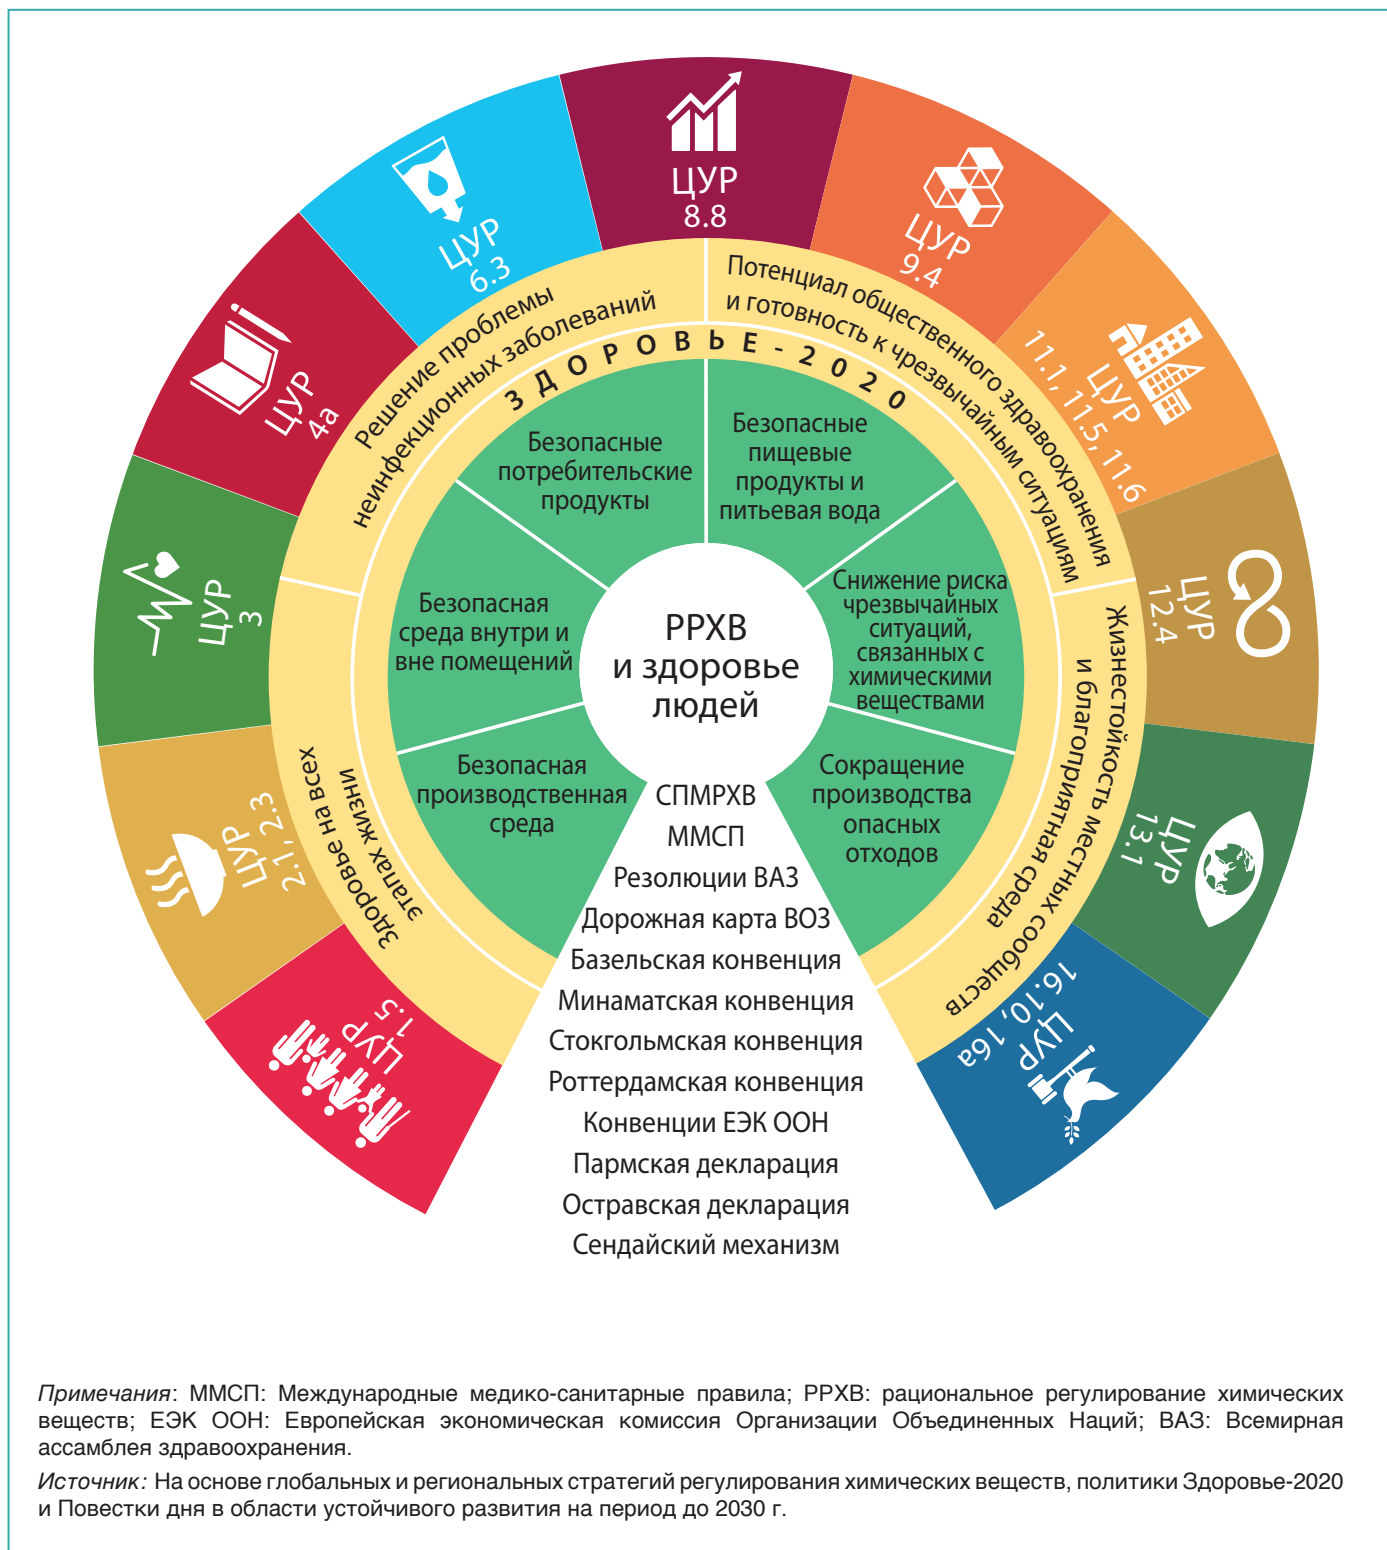 ЦУР
1.5
ЦУР
2.1, 2.3
ЦУР
3
ЦУР
4a
ЦУР
6.3
ЦУР
8.8
ЦУР
9.4
ЦУР
11.1, 11.5, 11.6
ЦУР
12.4
ЦУР
13.1
ЦУР
16.10, 16a
Здоровье на всех
этапах жизни
Решение проблемы
неинфекционных заболеваний
Потенциал общественного здравоохранения
и готовность к чрезвычайным ситуациям
Жизнестойкость местных сообществ
и благоприятная среда
ЗДОРОВЬЕ-2020
Безопасная
производственная
среда
Безопасная
среда внутри и
вне помещений
Безопасные
потребительские
продукты
Безопасные
пищевые
продукты и
питьевая вода
Снижение риска
чрезвычайных
ситуаций,
связанных с
химическими
веществами
Сокращение
производства
опасных
отходов
РРХВ
и здоровье
людей
СПМРХВ
ММСП
Резолюции ВАЗ
Дорожная карта ВОЗ
Базельская конвенция
Минаматская конвенция
Стокгольмская конвенция
Роттердамская конвенция
Конвенции ЕЭК ООН
Пармская декларация
Остравская декларация
Сендайский механизм
Примечания: ММСП: Международные медико-санитарные правила; РРХВ: рациональное регулирование химических
веществ; ЕЭК ООН: Европейская экономическая комиссия Организации Объединенных Наций; ВАЗ: Всемирная
ассамблея здравоохранения.
Источник: На основе глобальных и региональных стратегий регулирования химических веществ, политики Здоровье-2020
и Повестки дня в области устойчивого развития на период до 2030 г.